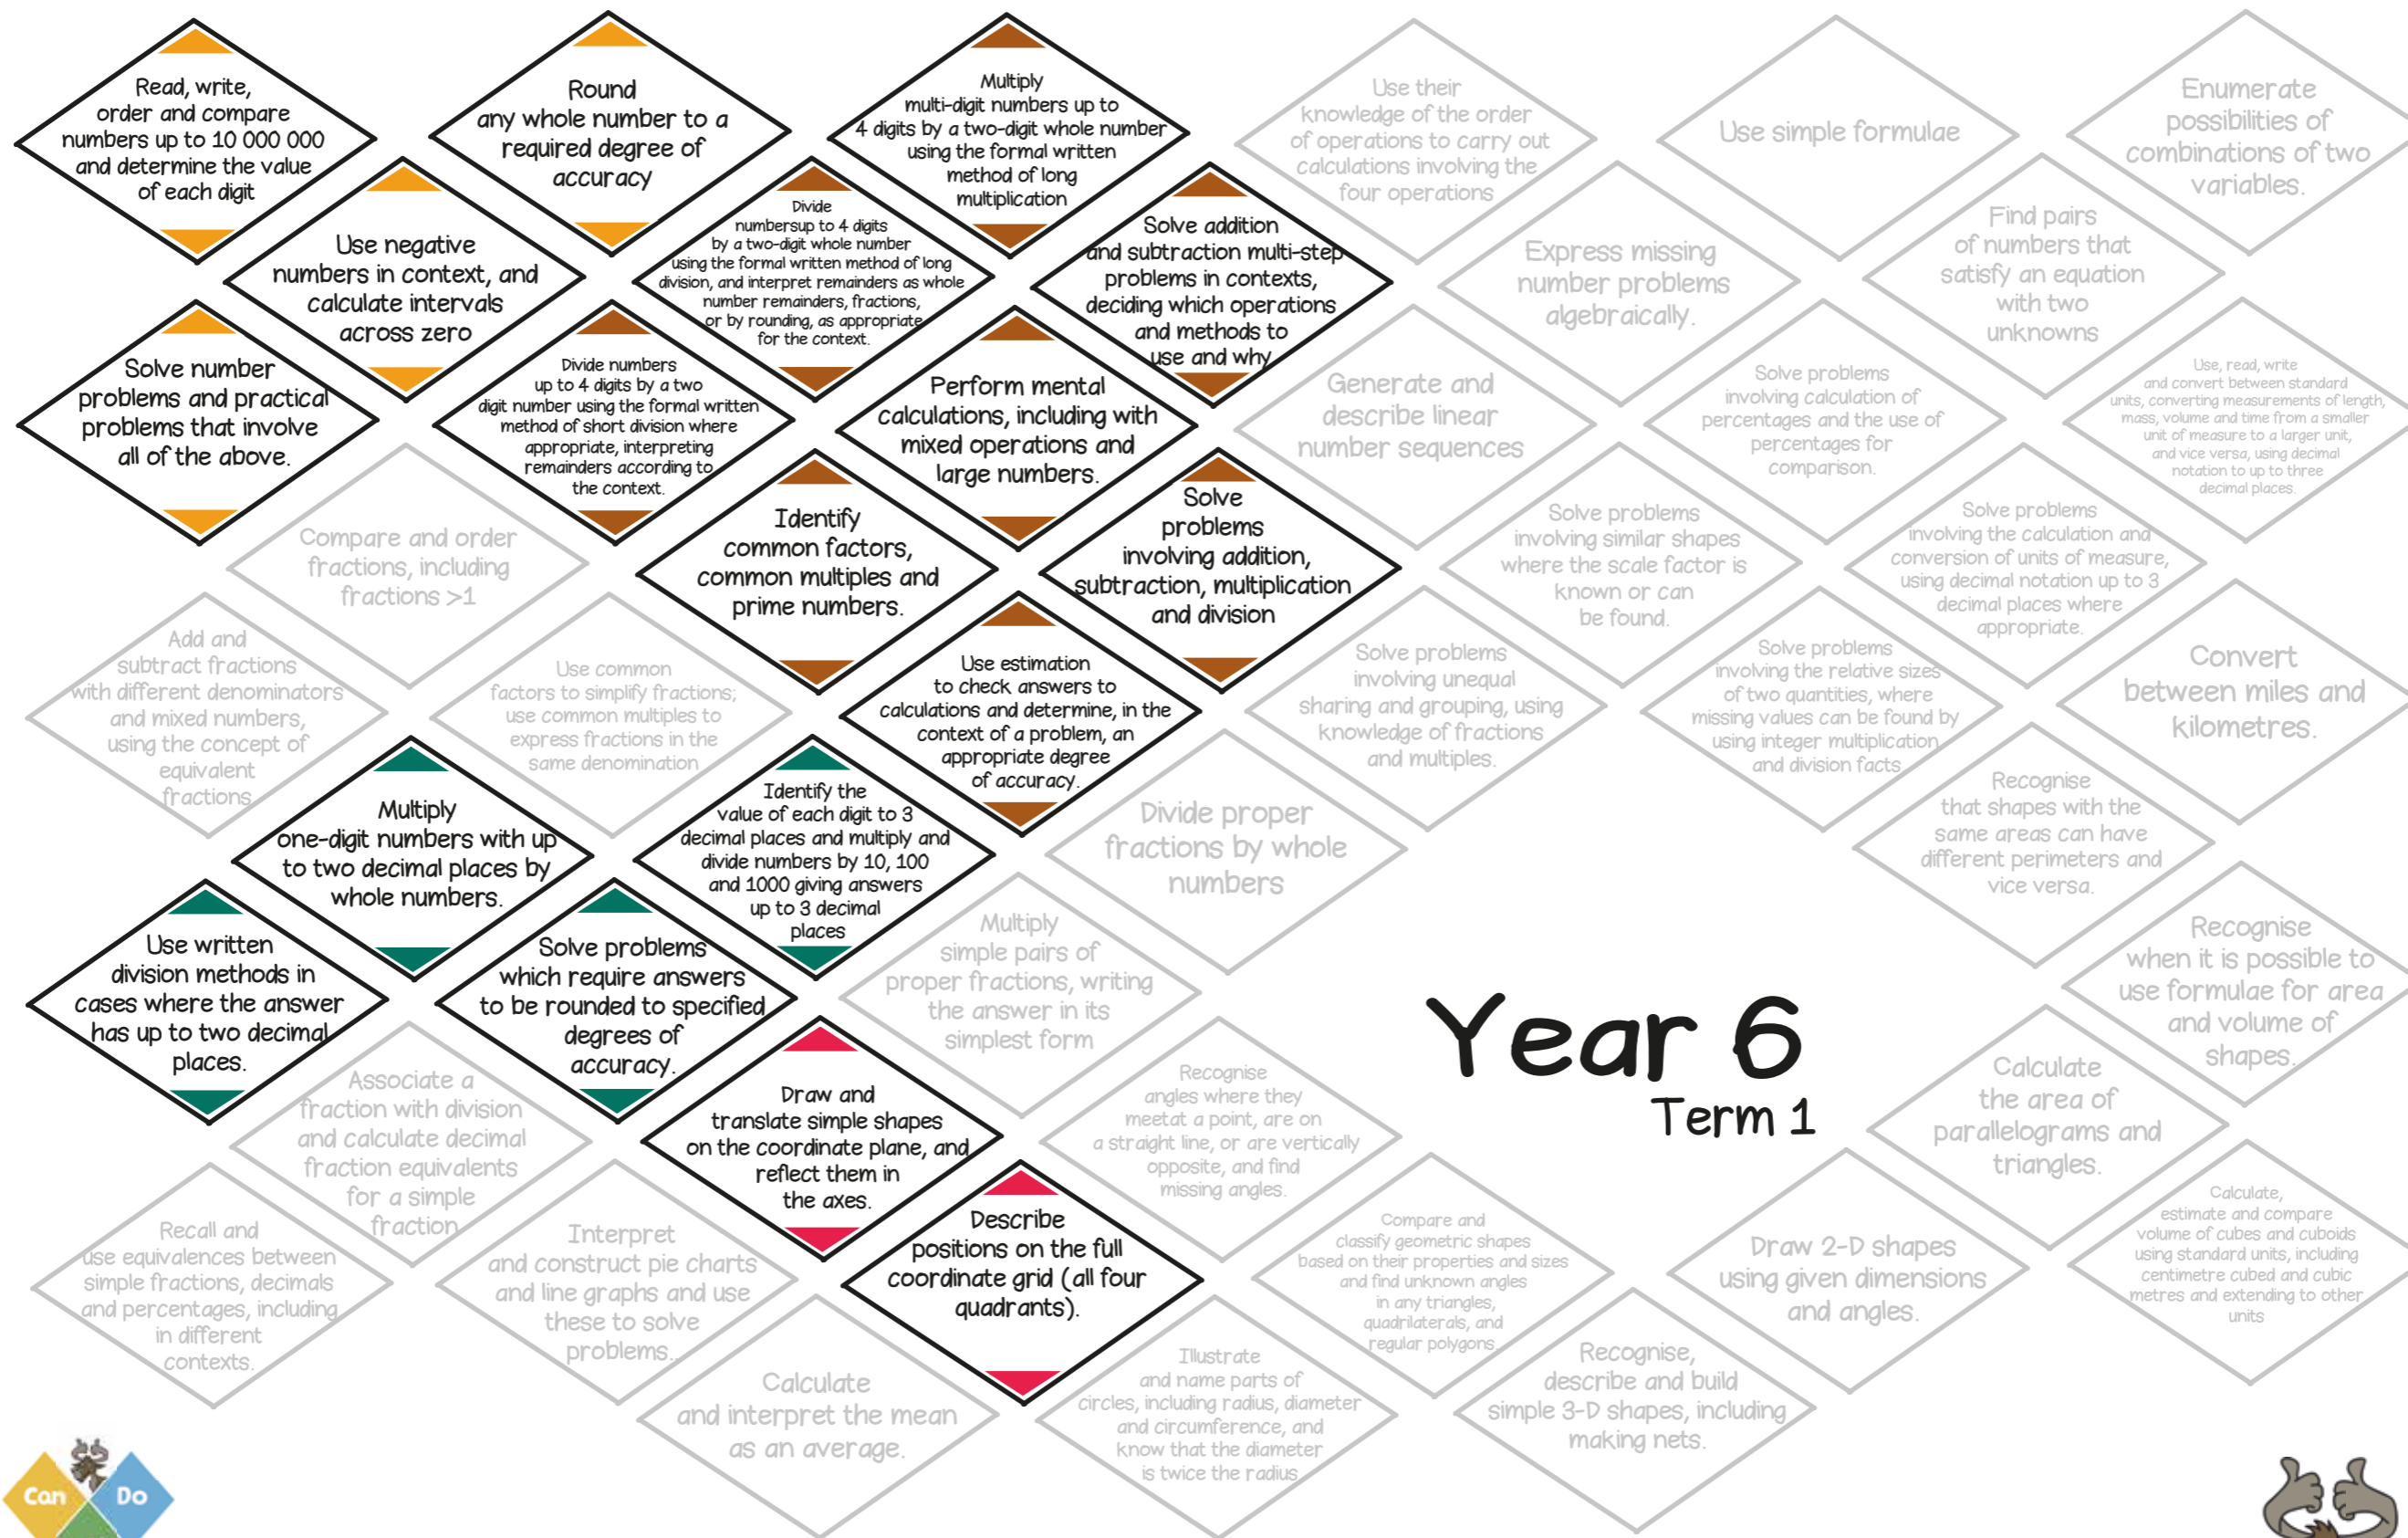 Read, write,
order and compare
numbers up to 10 000 000
and determine the value
of each digit
Round
any whole number to a
required degree of
accuracy
Multiply
multi-digit numbers up to
4 digits by a two-digit whole number
using the formal written
method of long
multiplication
Use their
knowledge of the order
of operations to carry out
calculations involving the
four operations
Use simple formulae
Enumerate
possibilities of
combinations of two
variables.
Use negative
numbers in context, and
calculate intervals
across zero
Divide
numbersup to 4 digits
by a two-digit whole number
using the formal written method of long
division, and interpret remainders as whole
number remainders, fractions,
or by rounding, as appropriate
for the context.
Solve addition
and subtraction multi-step
problems in contexts,
deciding which operations
and methods to
use and why
Express missing
number problems
algebraically.
Find pairs
of numbers that
satisfy an equation
with two
unknowns
Solve number
problems and practical
problems that involve
all of the above.
Divide numbers
up to 4 digits by a two
digit number using the formal written
method of short division where
appropriate, interpreting
remainders according to
the context.
Perform mental
calculations, including with
mixed operations and
large numbers.
Generate and
describe linear
number sequences
Solve problems
involving calculation of
percentages and the use of
percentages for
comparison.
Use, read, write
and convert between standard
units, converting measurements of length,
mass, volume and time from a smaller
unit of measure to a larger unit,
and vice versa, using decimal
notation to up to three
decimal places.
Compare and order
fractions, including
fractions >1
Identify
common factors,
common multiples and
prime numbers.
Solve
problems
involving addition,
subtraction, multiplication
and division
Solve problems
involving similar shapes
where the scale factor is
known or can
be found.
Solve problems
involving the calculation and
conversion of units of measure,
using decimal notation up to 3
decimal places where
appropriate.
Add and
subtract fractions
with different denominators
and mixed numbers,
using the concept of
equivalent
fractions
Use common
factors to simplify fractions;
use common multiples to
express fractions in the
same denomination
Use estimation
to check answers to
calculations and determine, in the
context of a problem, an
appropriate degree
of accuracy.
Solve problems
involving unequal
sharing and grouping, using
knowledge of fractions
and multiples.
Solve problems
involving the relative sizes
of two quantities, where
missing values can be found by
using integer multiplication
and division facts
Convert
between miles and
kilometres.
Multiply
one-digit numbers with up
to two decimal places by
whole numbers.
Identify the
value of each digit to 3
decimal places and multiply and
divide numbers by 10, 100
and 1000 giving answers
up to 3 decimal
places
Divide proper
fractions by whole
numbers
Recognise
that shapes with the
same areas can have
different perimeters and
vice versa.
Use written
division methods in
cases where the answer
has up to two decimal
places.
Solve problems
which require answers
to be rounded to specified
degrees of
accuracy.
Multiply
simple pairs of
proper fractions, writing
the answer in its
simplest form
Recognise
when it is possible to
use formulae for area
and volume of
shapes.
Year 6
Term 1
Associate a
fraction with division
and calculate decimal
fraction equivalents
for a simple
fraction
Draw and
translate simple shapes
on the coordinate plane, and
reflect them in
the axes.
Recognise
angles where they
meetat a point, are on
a straight line, or are vertically
opposite, and find
missing angles.
Calculate
the area of
parallelograms and
triangles.
Recall and
use equivalences between
simple fractions, decimals
and percentages, including
in different
contexts.
Interpret
and construct pie charts
and line graphs and use
these to solve
problems.
Describe
positions on the full
coordinate grid (all four
quadrants).
Compare and
classify geometric shapes
based on their properties and sizes
and find unknown angles
in any triangles,
quadrilaterals, and
regular polygons.
Draw 2-D shapes
using given dimensions
and angles.
Calculate,
estimate and compare
volume of cubes and cuboids
using standard units, including
centimetre cubed and cubic
metres and extending to other
units
Calculate
and interpret the mean
as an average.
Illustrate
and name parts of
circles, including radius, diameter
and circumference, and
know that the diameter
is twice the radius
Recognise,
describe and build
simple 3-D shapes, including
making nets.
Can Do